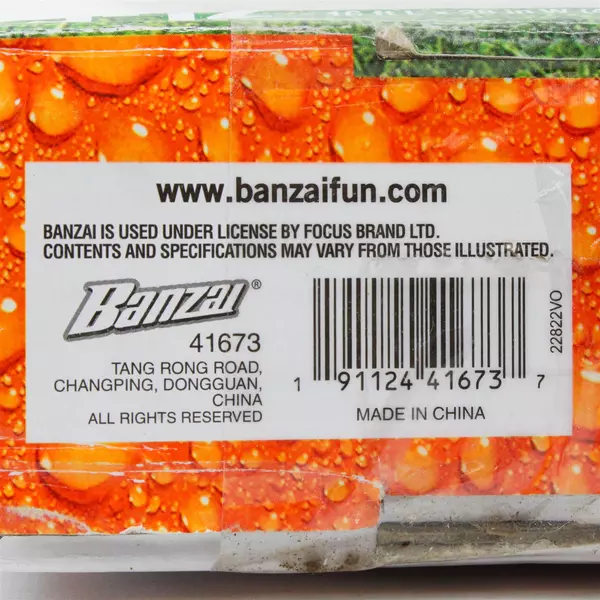 www.banzaifun.com
BANZAI IS USED UNDER LICENSE BY FOCUS BRAND LTD.
CONTENTS AND SPECIFICATIONS MAY VARY FROM THOSE ILLUSTRATED.
Banzai®
41673
TANG RONG ROAD,
CHANGPING, DONGGUAN,
CHINA
ALL RIGHTS RESERVED
1 91124 41673 7
MADE IN CHINA
22822VO